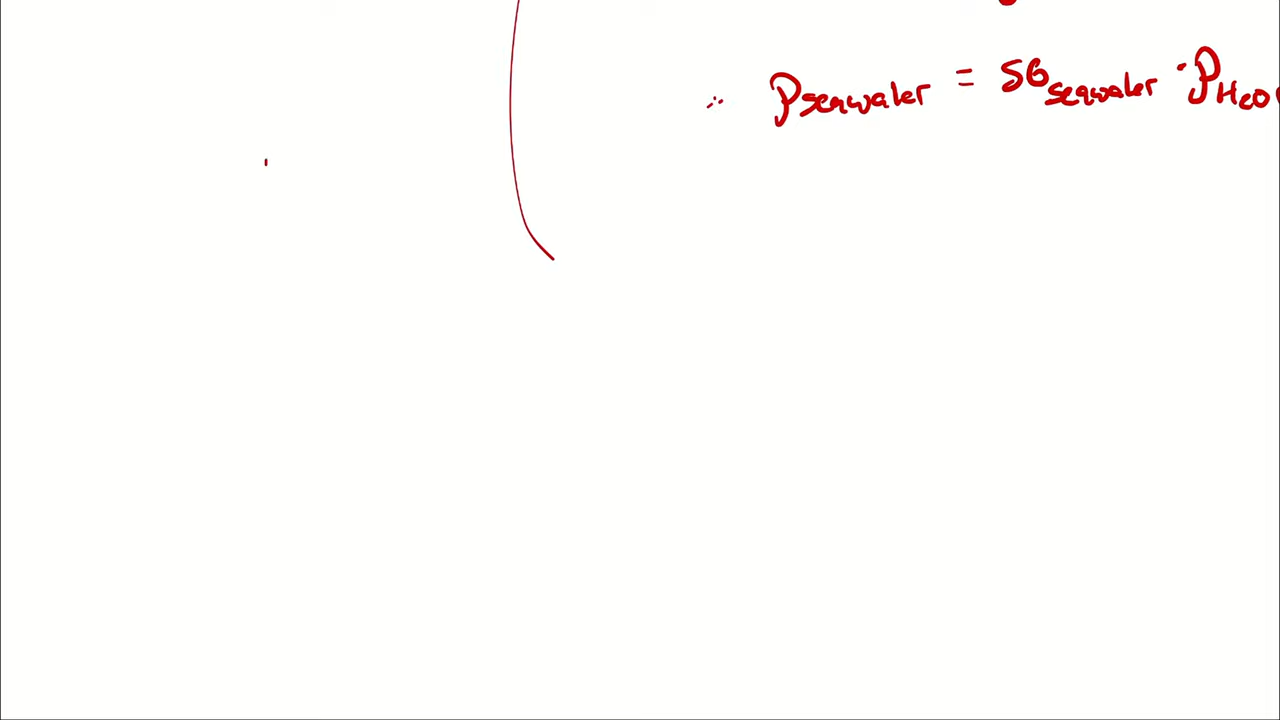 ∴ ρseawater = SGseawater · ρH2O